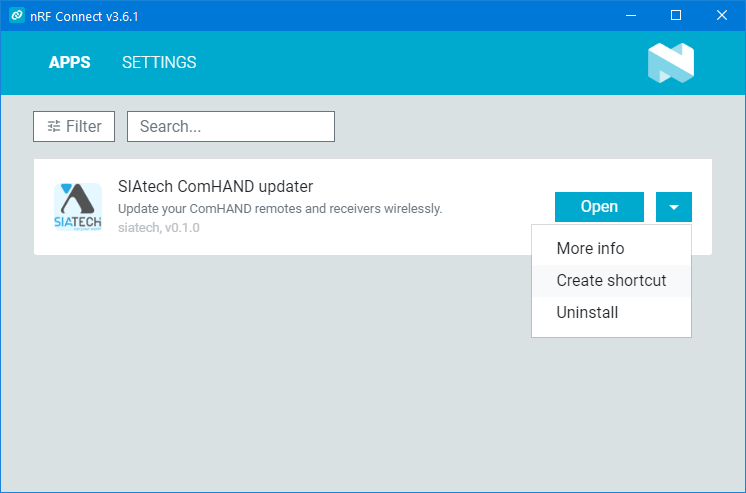 nRF Connect v3.6.1
APPS SETTINGS
Filter Search...
SIAtech ComHAND updater
Update your ComHAND remotes and receivers wirelessly.
siatech, v0.1.0
SIATECH
Open
More info
Create shortcut
Uninstall